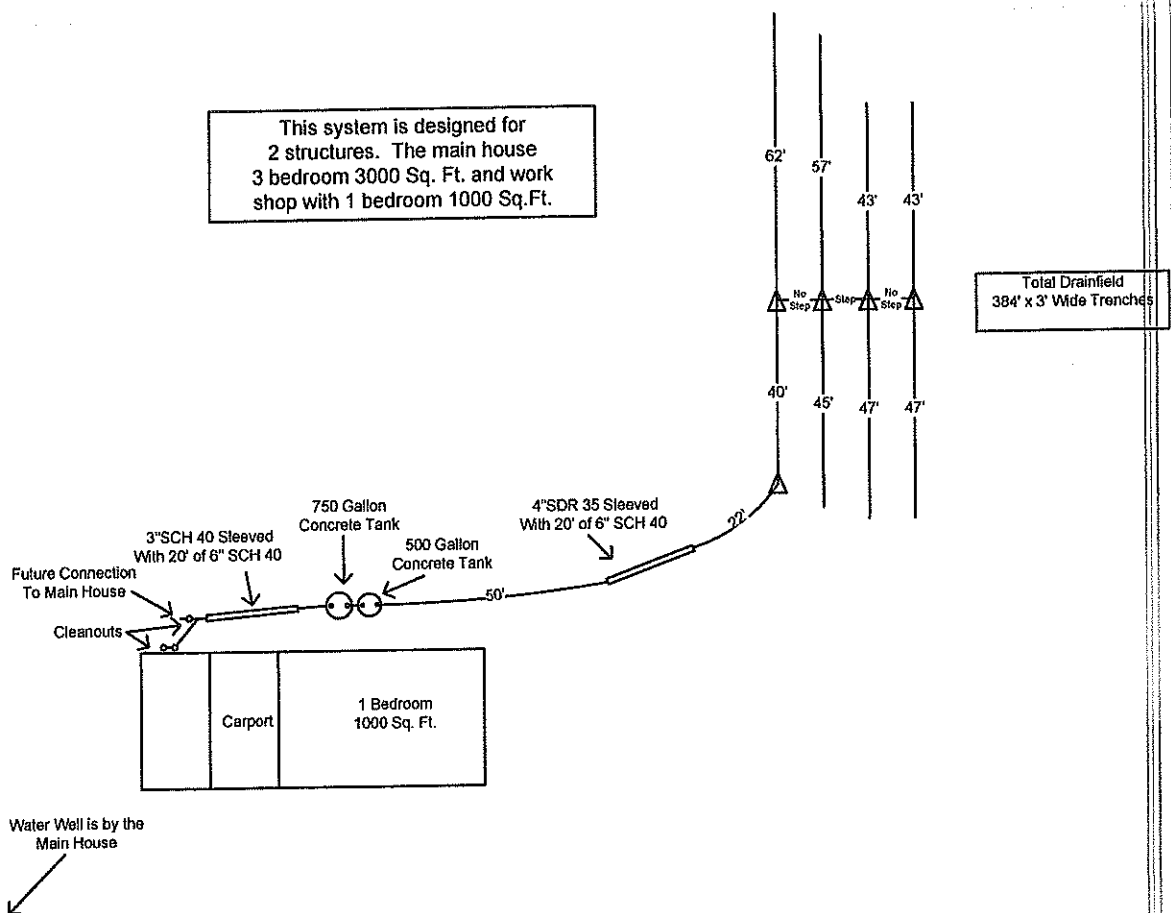 This system is designed for
2 structures. The main house
3 bedroom 3000 Sq. Ft. and work
shop with 1 bedroom 1000 Sq.Ft.
62'
57'
43'
43'
No
Step
Step
No
Step
Total Drainfield
384' x 3' Wide Trenches
40'
45'
47'
47'
750 Gallon
Concrete Tank
4"SDR 35 Sleeved
With 20' of 6" SCH 40
3"SCH 40 Sleeved
With 20' of 6" SCH 40
500 Gallon
Concrete Tank
22'
Future Connection
To Main House
50'
Cleanouts
Carport
1 Bedroom
1000 Sq. Ft.
Water Well is by the
Main House